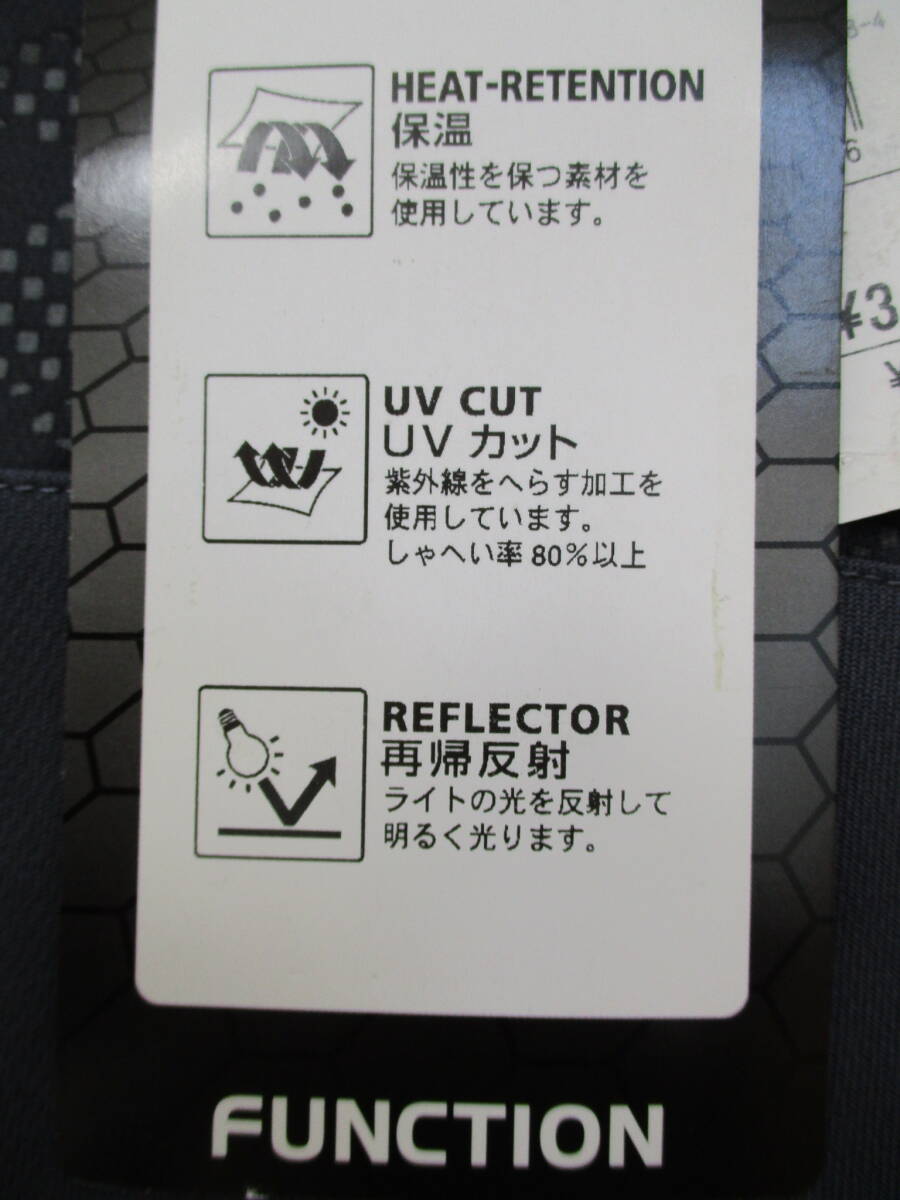 HEAT-RETENTION
保温
保温性を保つ素材を
使用しています。
UV CUT
UV カット
紫外線をへらす加工を
使用しています。
しゃへい率 80%以上
REFLECTOR
再帰反射
ライトの光を反射して
明るく光ります。
FUNCTION
6
¥3
¥